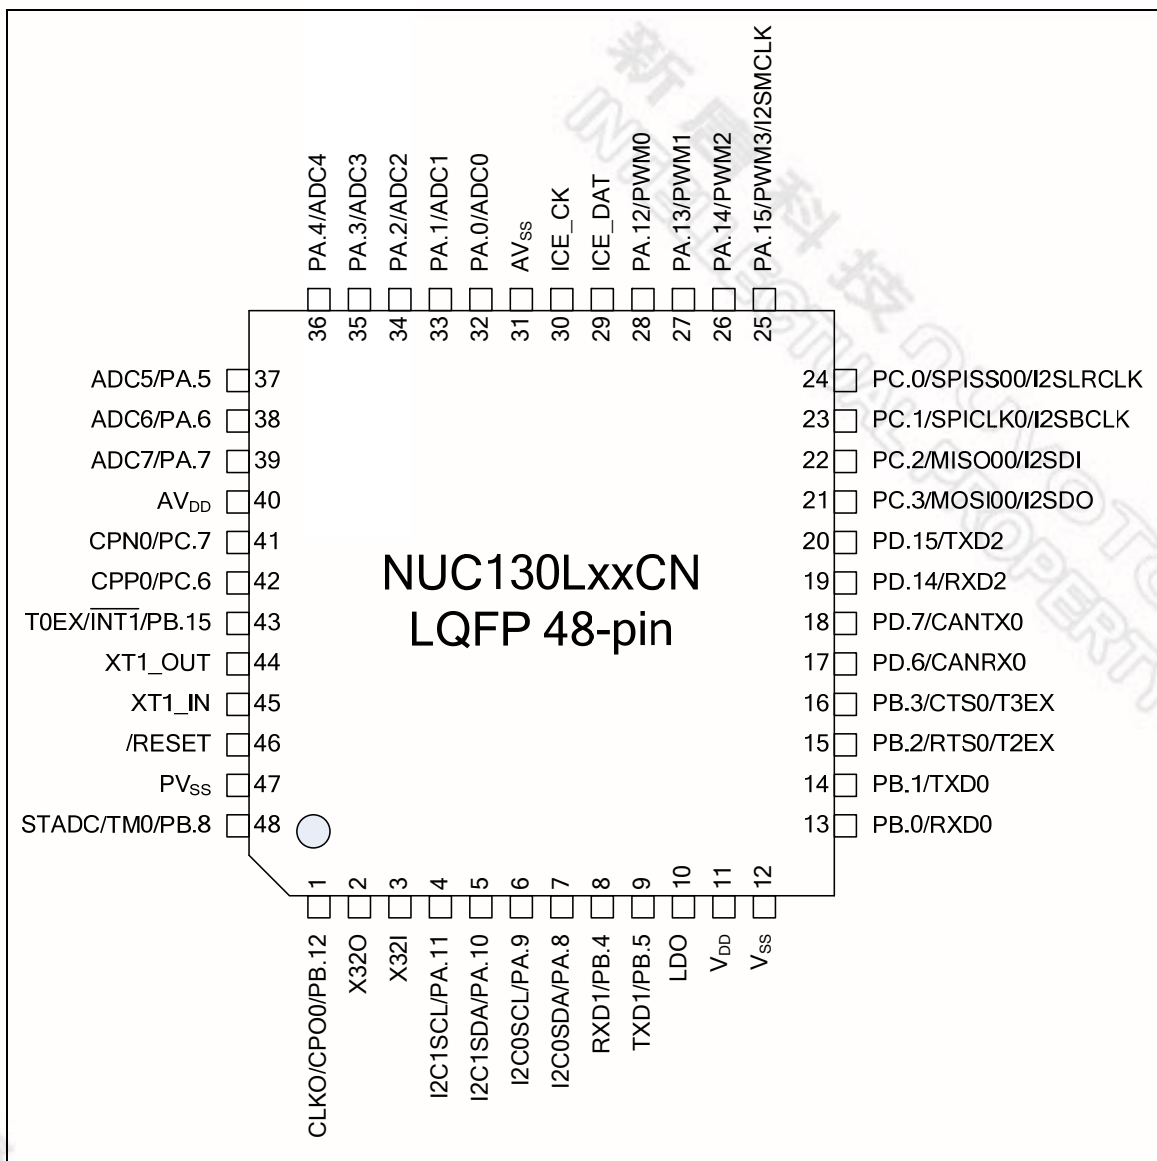 PA.4/ADC4
PA.3/ADC3
PA.2/ADC2
PA.1/ADC1
PA.0/ADC0
AVSS
ICE_CK
ICE_DAT
PA.12/PWM0
PA.13/PWM1
PA.14/PWM2
PA.15/PWM3/I2SMCLK
36
35
34
33
32
31
30
29
28
27
26
25
ADC5/PA.5 37
ADC6/PA.6 38
ADC7/PA.7 39
AVDD 40
CPN0/PC.7 41
CPP0/PC.6 42
T0EX/INT1/PB.15 43
XT1_OUT 44
XT1_IN 45
/RESET 46
PVSS 47
STADC/TM0/PB.8 48
NUC130LxxCN
LQFP 48-pin
24 PC.0/SPISS00/I2SLRCLK
23 PC.1/SPICLK0/I2SBCLK
22 PC.2/MISO00/I2SDI
21 PC.3/MOSI00/I2SDO
20 PD.15/TXD2
19 PD.14/RXD2
18 PD.7/CANTX0
17 PD.6/CANRX0
16 PB.3/CTS0/T3EX
15 PB.2/RTS0/T2EX
14 PB.1/TXD0
13 PB.0/RXD0
1
2
3
4
5
6
7
8
9
10
11
12
CLKO/CPO0/PB.12
X32O
X32I
I2C1SCL/PA.11
I2C1SDA/PA.10
I2C0SCL/PA.9
I2C0SDA/PA.8
RXD1/PB.4
TXD1/PB.5
LDO
VDD
VSS
新唐科技 nuvoTo
INTELLECTUAL PROPERTY